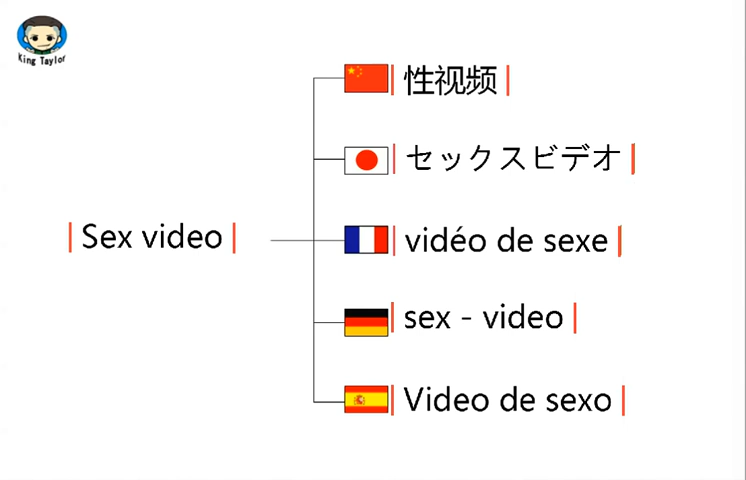 King Taylor
Sex video
性视频
セックスビデオ
vidéo de sexe
sex - video
Video de sexo